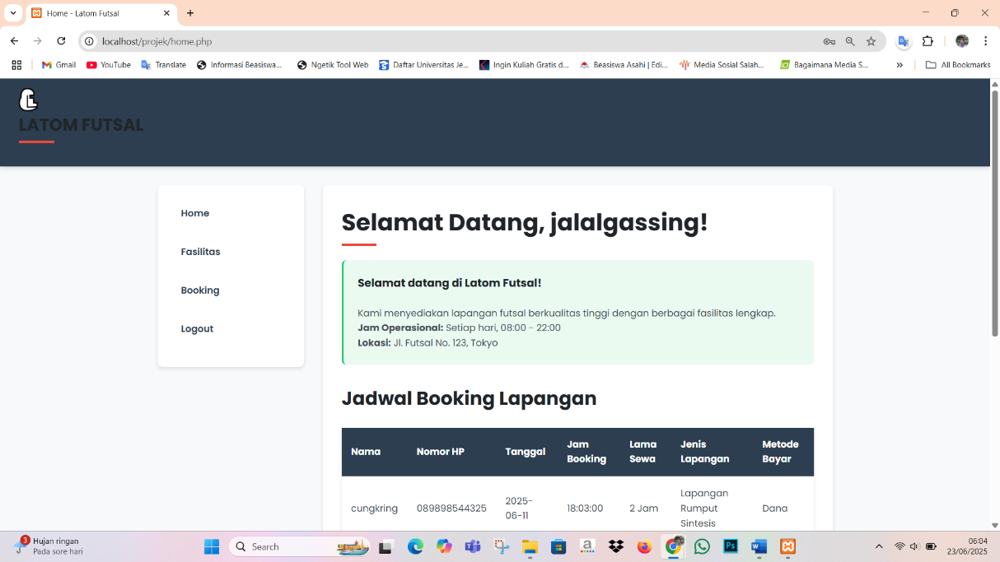 Home - Latom Futsal
localhost/projek/home.php
Gmail
YouTube
Translate
Informasi Beasiswa...
Ngetik Tool Web
Daftar Universitas Je...
Ingin Kuliah Gratis d...
Beasiswa Asahi | Edi...
Media Sosial Salah...
Bagaimana Media S...
All Bookmarks
LATOM FUTSAL
Home
Fasilitas
Booking
Logout
Selamat Datang, jalalgassing!
Selamat datang di Latom Futsal!
Kami menyediakan lapangan futsal berkualitas tinggi dengan berbagai fasilitas lengkap.
Jam Operasional: Setiap hari, 08:00 - 22:00
Lokasi: Jl. Futsal No. 123, Tokyo
Jadwal Booking Lapangan
Nama
Nomor HP
Tanggal
Jam
Booking
Lama
Sewa
Jenis
Lapangan
Metode
Bayar
cungkring
089898544325
2025-
06-11
18:03:00
2 Jam
Lapangan
Rumput
Sintesis
Dana
3
Hujan ringan
Pada sore hari
Search
a
Ps
W
06:04
23/06/2025